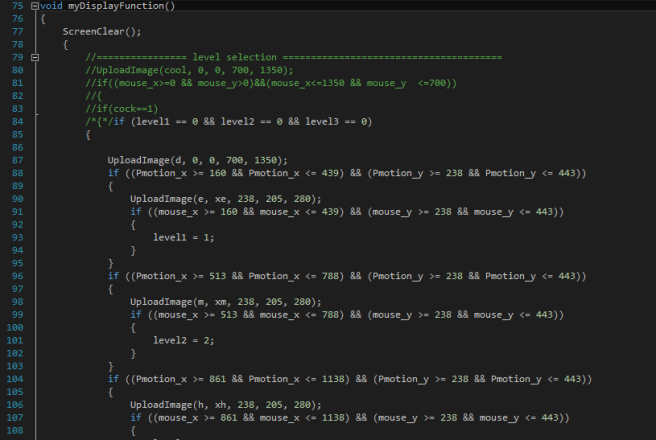 75 void myDisplayFunction()
76 {
77 ScreenClear();
78 {
79 //================ level selection =======================================
80 //UploadImage(cool, 0, 0, 700, 1350);
81 //if((mouse_x>=0 && mouse_y>0)&&(mouse_x<=1350 && mouse_y  <=700))
82 //{
83 //if(cock==1)
84 /*{*/if (level1 == 0 && level2 == 0 && level3 == 0)
85 {
86
87 UploadImage(d, 0, 0, 700, 1350);
88 if ((Pmotion_x >= 160 && Pmotion_x <= 439) && (Pmotion_y >= 238 && Pmotion_y <= 443))
89 {
90 UploadImage(e, xe, 238, 205, 280);
91 if ((mouse_x >= 160 && mouse_x <= 439) && (mouse_y >= 238 && mouse_y <= 443))
92 {
93 level1 = 1;
94 }
95 }
96 if ((Pmotion_x >= 513 && Pmotion_x <= 788) && (Pmotion_y >= 238 && Pmotion_y <= 443))
97 {
98 UploadImage(m, xm, 238, 205, 280);
99 if ((mouse_x >= 513 && mouse_x <= 788) && (mouse_y >= 238 && mouse_y <= 443))
100 {
101 level2 = 2;
102 }
103 }
104 if ((Pmotion_x >= 861 && Pmotion_x <= 1138) && (Pmotion_y >= 238 && Pmotion_y <= 443))
105 {
106 UploadImage(h, xh, 238, 205, 280);
107 if ((mouse_x >= 861 && mouse_x <= 1138) && (mouse_y >= 238 && mouse_y <= 443))
108 {